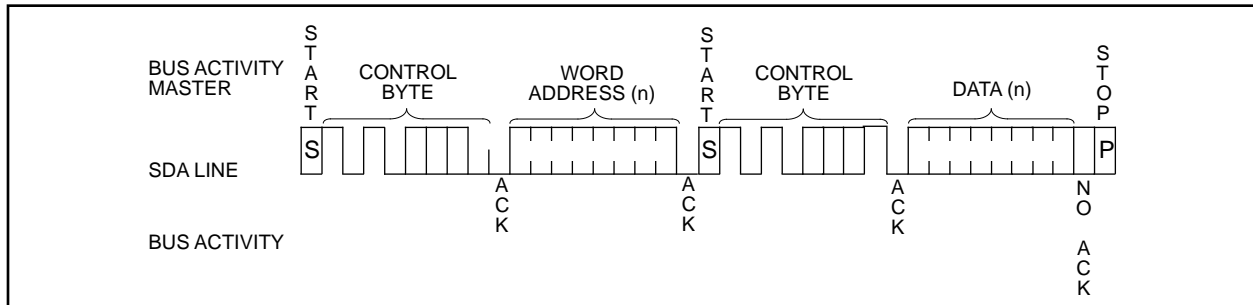 BUS ACTIVITY
MASTER
START
CONTROL
BYTE
WORD
ADDRESS (n)
START
CONTROL
BYTE
DATA (n)
STOP
SDA LINE
S
S
P
BUS ACTIVITY
ACK
ACK
ACK
NO ACK